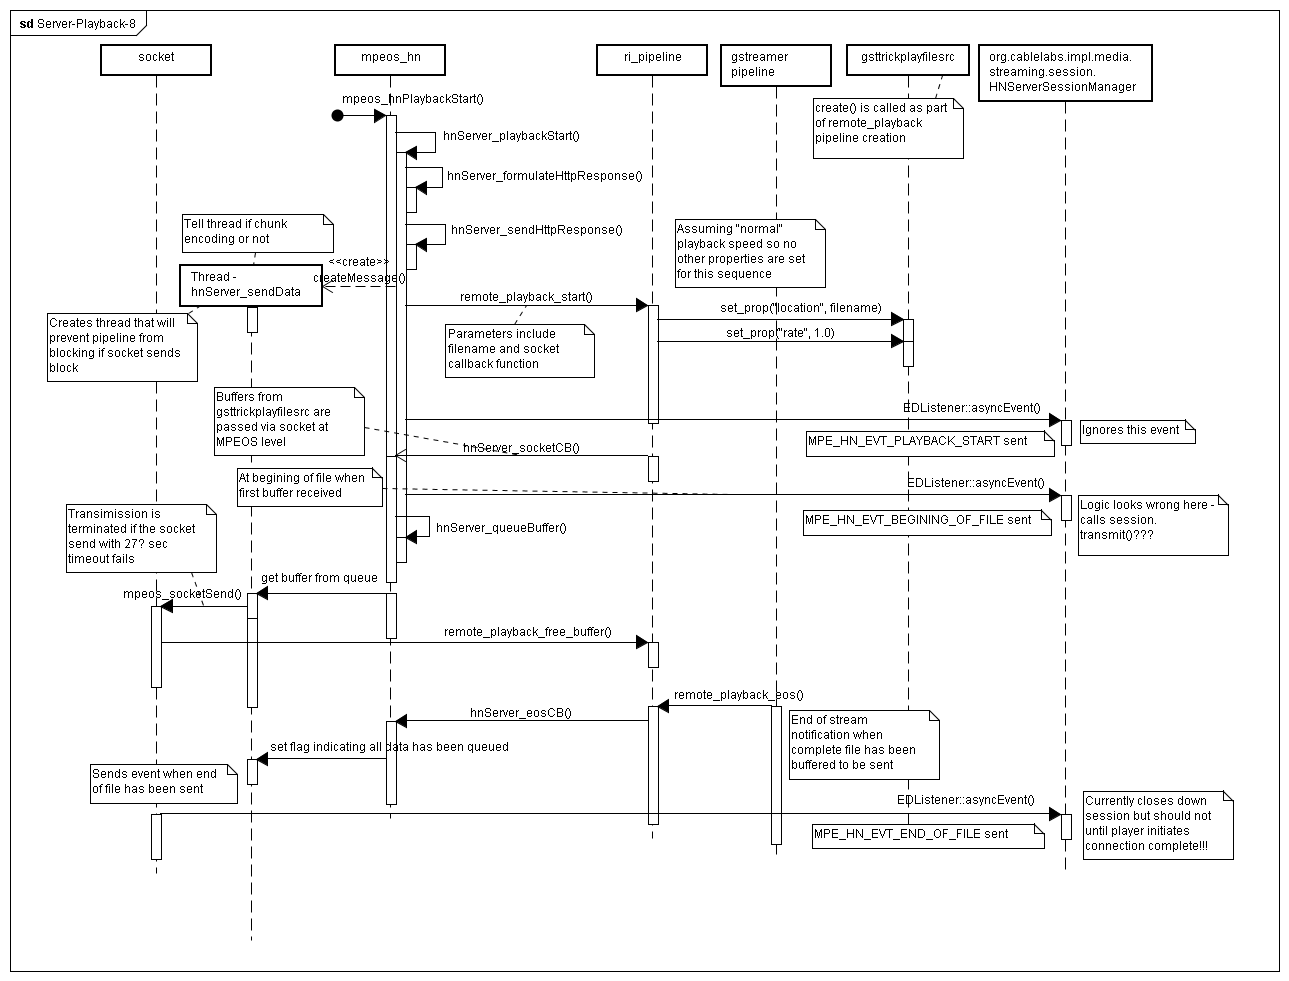 sd Server-Playback-8
socket
mpeos_hn
ri_pipeline
gstreamer
pipeline
gsttrickplayfilesrc
org.cablelabs.impl.media.
streaming.session.
HNServerSessionManager
mpeos_hnPlaybackStart()
create() is called as part
of remote_playback
pipeline creation
hnServer_playbackStart()
hnServer_formulateHttpResponse()
Tell thread if chunk
encoding or not
hnServer_sendHttpResponse()
Assuming "normal"
playback speed so no
other properties are set
for this sequence
<<create>>
createMessage()
Thread -
hnServer_sendData
remote_playback_start()
set_prop("location", filename)
Creates thread that will
prevent pipeline from
blocking if socket sends
block
Parameters include
filename and socket
callback function
set_prop("rate", 1.0)
Buffers from
gsttrickplayfilesrc are
passed via socket at
MPEOS level
EDListener::asyncEvent()
Ignores this event
MPE_HN_EVT_PLAYBACK_START sent
hnServer_socketCB()
At begining of file when
first buffer received
EDListener::asyncEvent()
Logic looks wrong here -
calls session.
transmit()???
MPE_HN_EVT_BEGINING_OF_FILE sent
Transimission is
terminated if the socket
send with 27? sec
timeout fails
hnServer_queueBuffer()
get buffer from queue
mpeos_socketSend()
remote_playback_free_buffer()
remote_playback_eos()
hnServer_eosCB()
End of stream
notification when
complete file has been
buffered to be sent
set flag indicating all data has been queued
Sends event when end
of file has been sent
EDListener::asyncEvent()
Currently closes down
session but should not
until player initiates
connection complete!!!
MPE_HN_EVT_END_OF_FILE sent